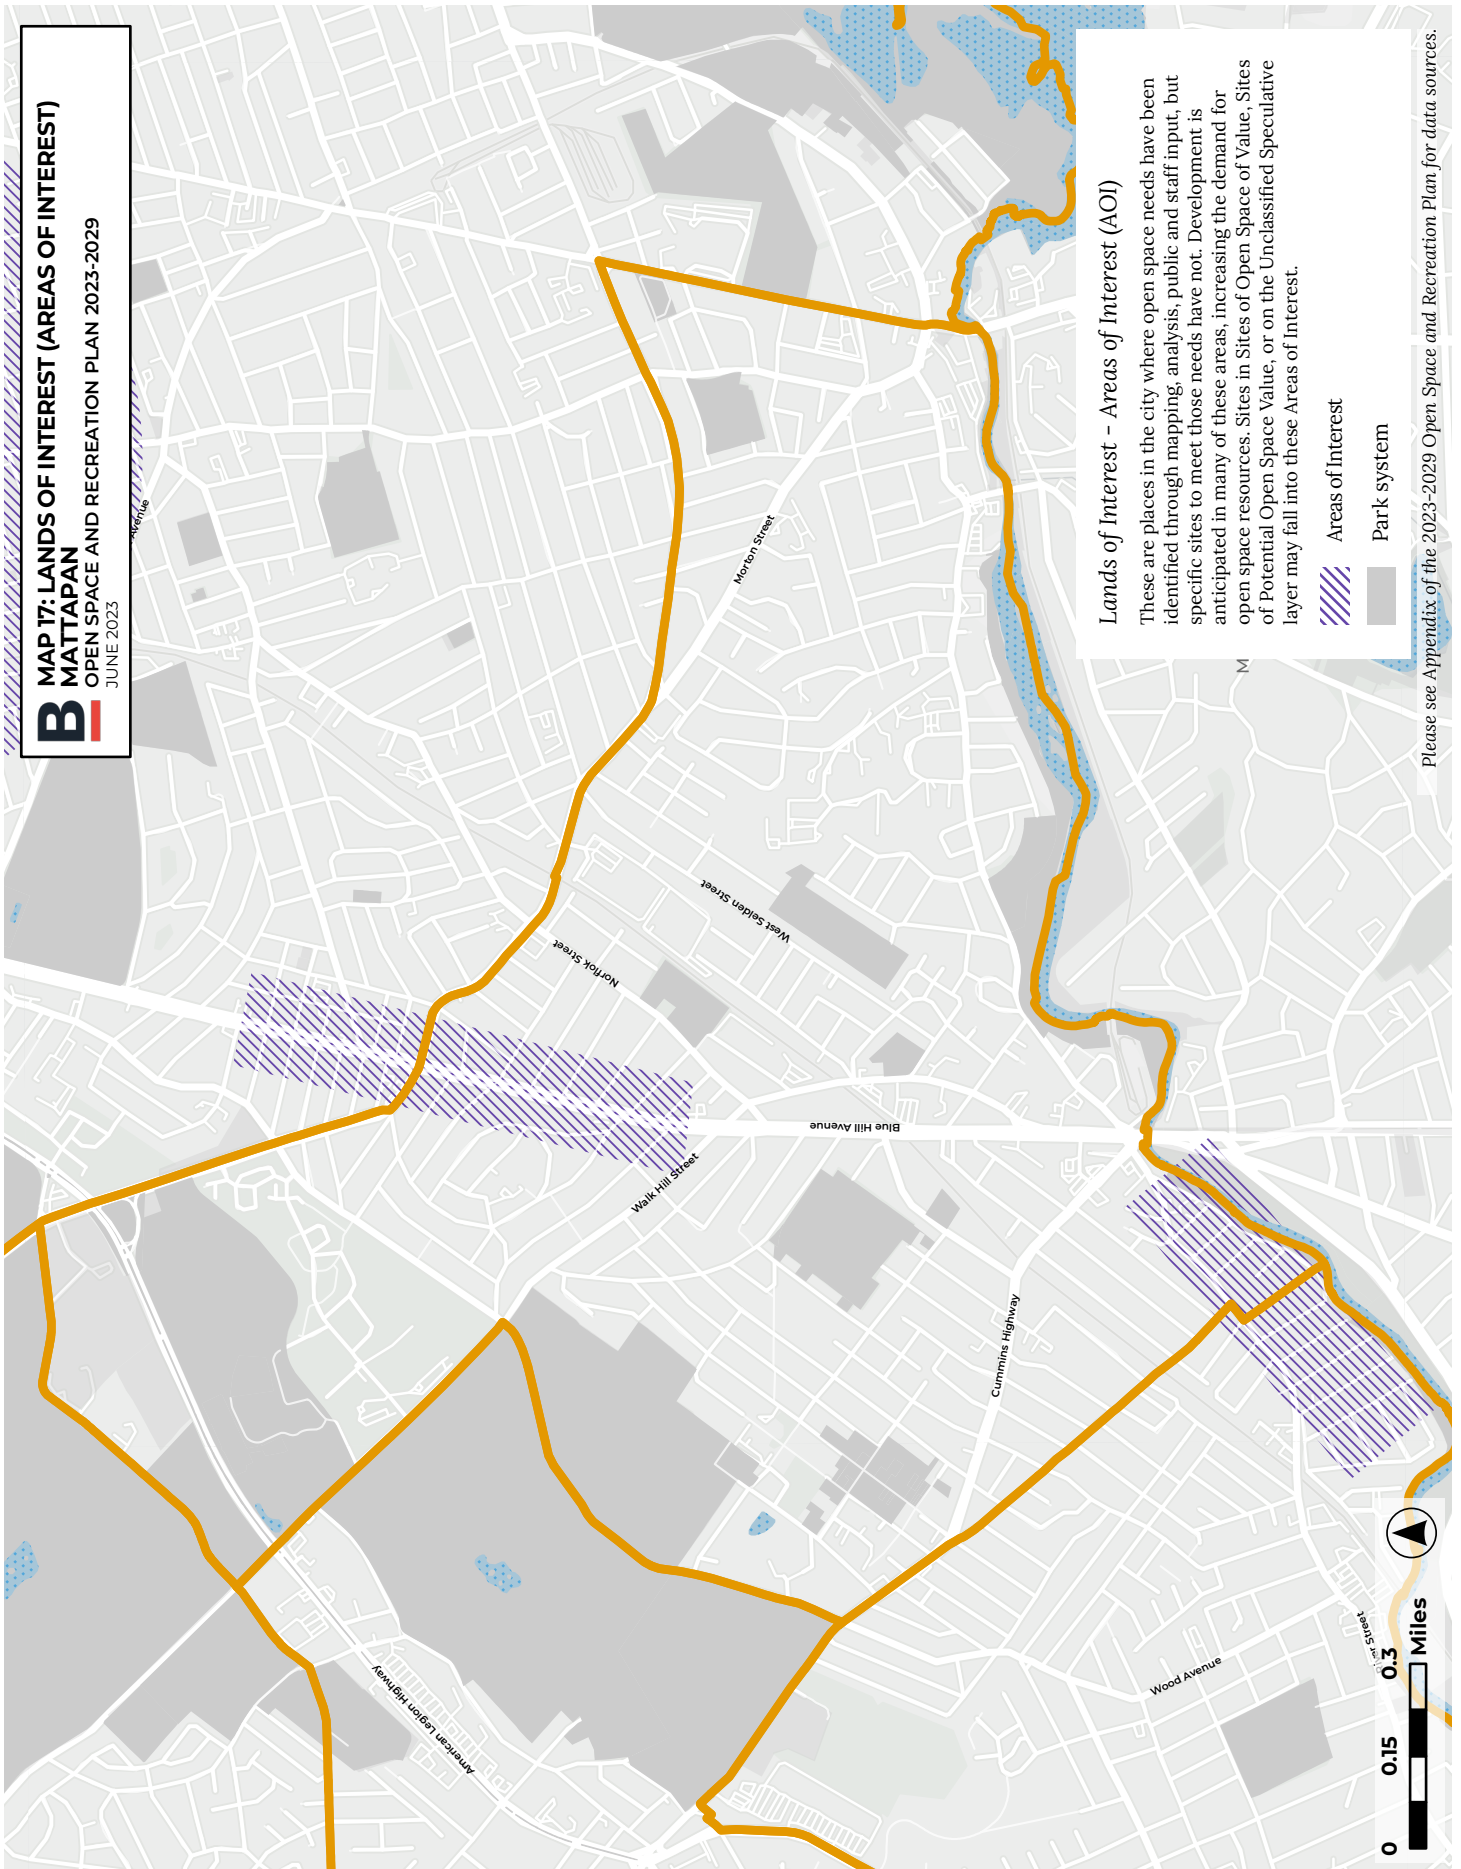 B
MAP 17: LANDS OF INTEREST (AREAS OF INTEREST)
MATTAPAN
OPEN SPACE AND RECREATION PLAN 2023-2029
JUNE 2023
Avenue
Morton Street
West Selden Street
Norflok Street
Walk Hill Street
Blue Hill Avenue
Cummins Highway
American Legion Highway
Wood Avenue
River Street
M
Lands of Interest – Areas of Interest (AOI)
These are places in the city where open space needs have been
identified through mapping, analysis, public and staff input, but
specific sites to meet those needs have not. Development is
anticipated in many of these areas, increasing the demand for
open space resources. Sites in Sites of Open Space of Value, Sites
of Potential Open Space Value, or on the Unclassified Speculative
layer may fall into these Areas of Interest.
Areas of Interest
Park system
0 0.15 0.3
Miles
Please see Appendix of the 2023-2029 Open Space and Recreation Plan for data sources.